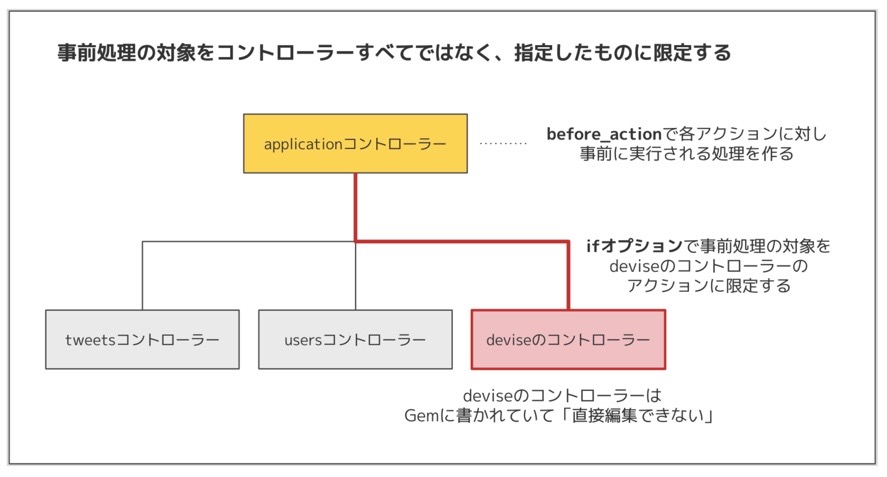 事前処理の対象をコントローラーすべてではなく、指定したものに限定する
applicationコントローラー
before_actionで各アクションに対し
事前に実行される処理を作る
ifオプションで事前処理の対象を
deviseのコントローラーの
アクションに限定する
tweetsコントローラー
usersコントローラー
deviseのコントローラー
deviseのコントローラーは
Gemに書かれていて「直接編集できない」